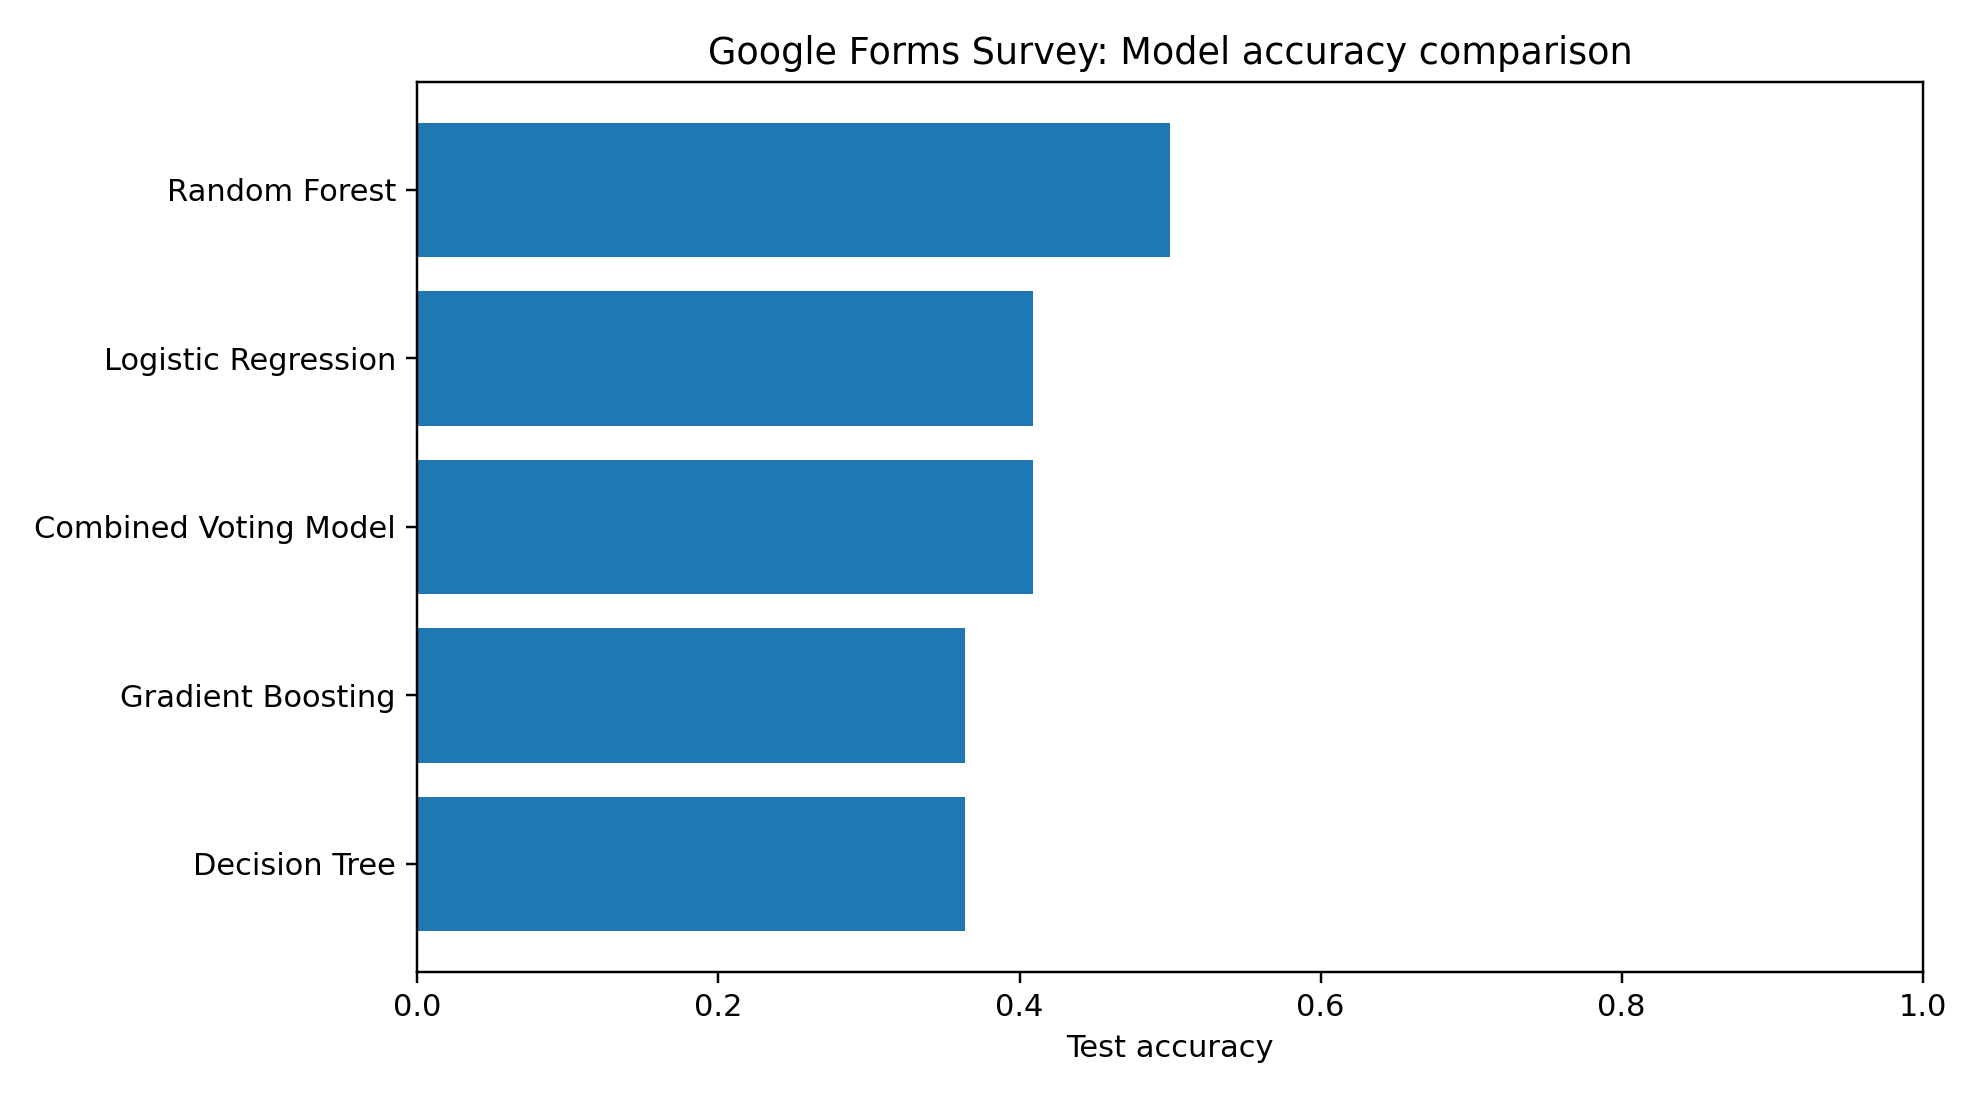 Google Forms Survey: Model accuracy comparison
Random Forest
Logistic Regression
Combined Voting Model
Gradient Boosting
Decision Tree
0.0 0.2 0.4 0.6 0.8 1.0
Test accuracy